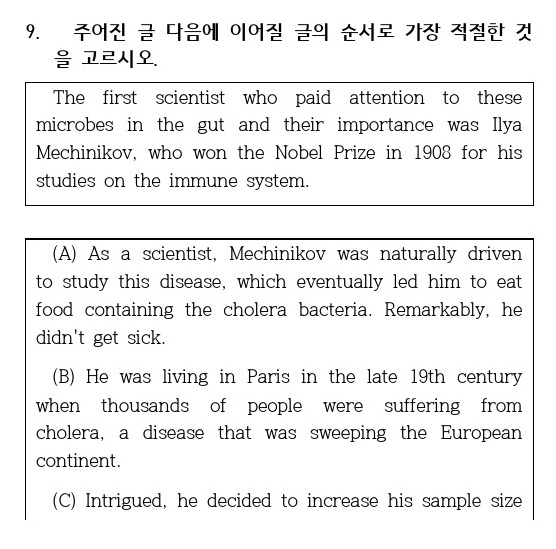 9. 주어진 글 다음에 이어질 글의 순서로 가장 적절한 것
을 고르시오.
The first scientist who paid attention to these
microbes in the gut and their importance was Ilya
Mechinikov, who won the Nobel Prize in 1908 for his
studies on the immune system.
(A) As a scientist, Mechinikov was naturally driven
to study this disease, which eventually led him to eat
food containing the cholera bacteria. Remarkably, he
didn't get sick.
(B) He was living in Paris in the late 19th century
when thousands of people were suffering from
cholera, a disease that was sweeping the European
continent.
(C) Intrigued, he decided to increase his sample size